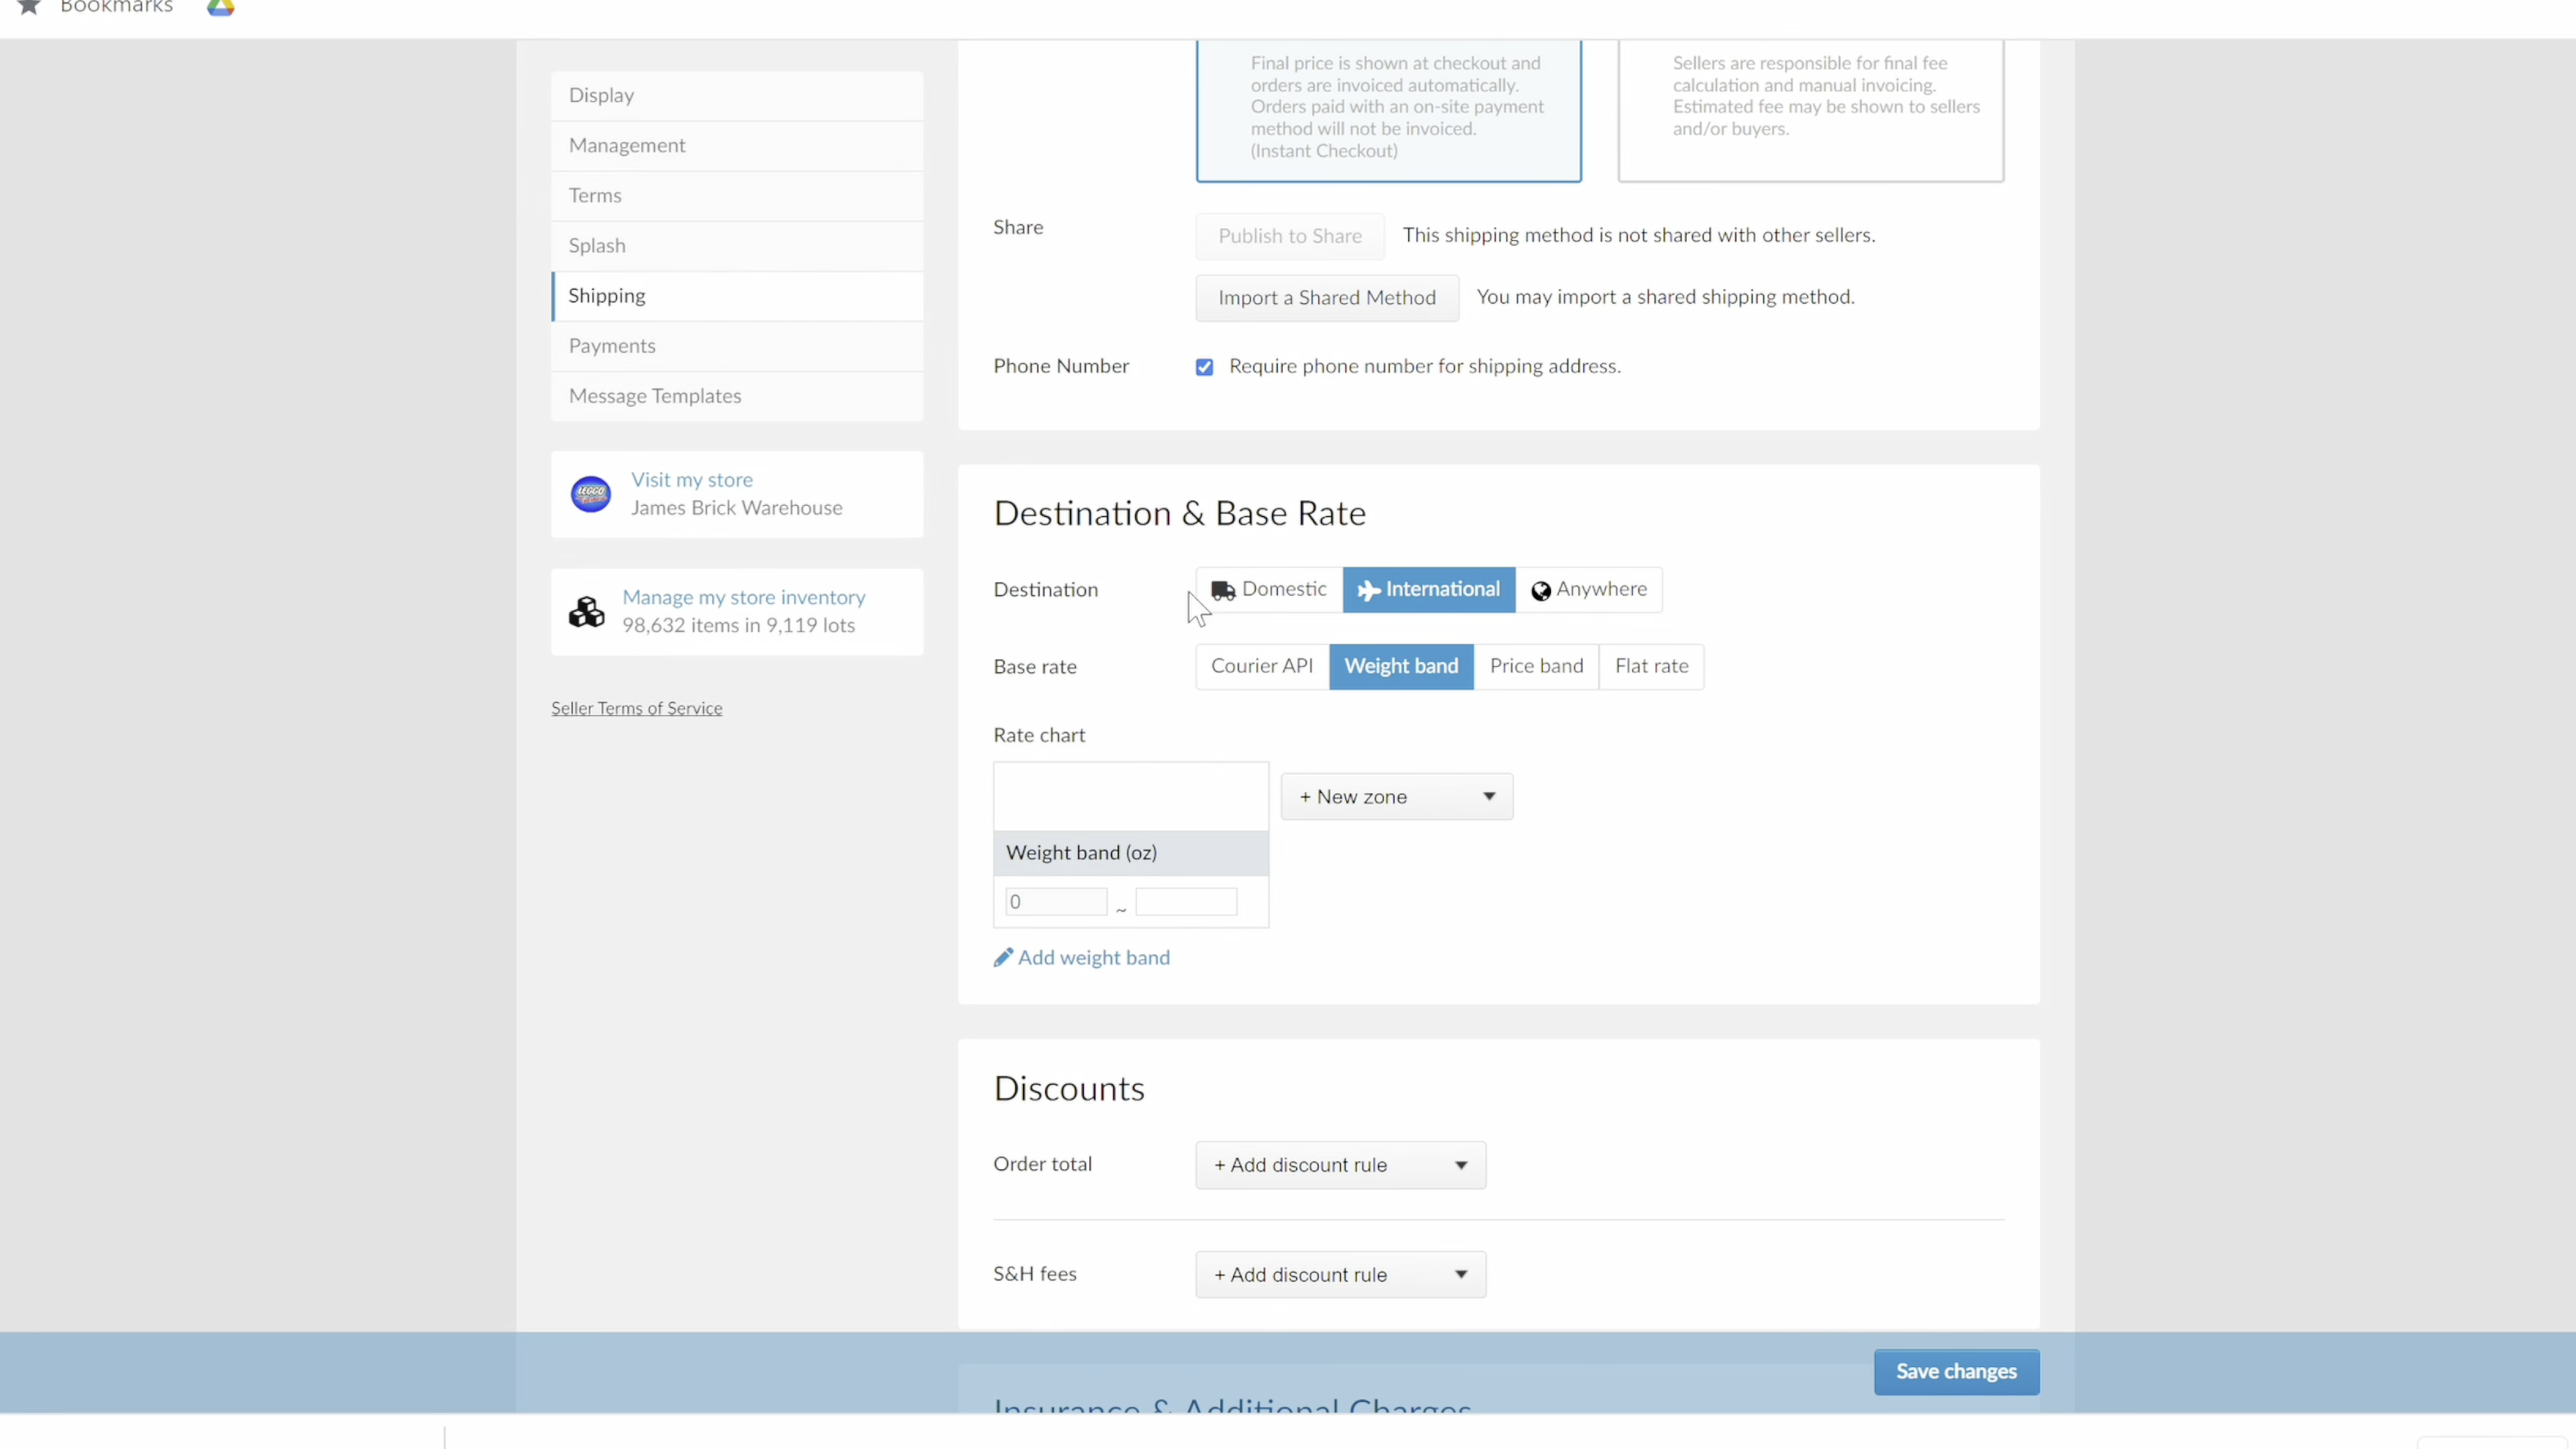 Bookmarks
Display
Management
Terms
Splash
Shipping
Payments
Message Templates
Visit my store
James Brick Warehouse
Manage my store inventory
98,632 items in 9,119 lots
Seller Terms of Service
Final price is shown at checkout and
orders are invoiced automatically.
Orders paid with an on-site payment
method will not be invoiced.
(Instant Checkout)
Sellers are responsible for final fee
calculation and manual invoicing.
Estimated fee may be shown to sellers
and/or buyers.
Share
Publish to Share
This shipping method is not shared with other sellers.
Import a Shared Method
You may import a shared shipping method.
Phone Number
Require phone number for shipping address.
Destination & Base Rate
Destination
Domestic
International
Anywhere
Base rate
Courier API
Weight band
Price band
Flat rate
Rate chart
+ New zone
Weight band (oz)
0 ~
Add weight band
Discounts
Order total
+ Add discount rule
S&H fees
+ Add discount rule
Save changes
Insurance & Additional Charges